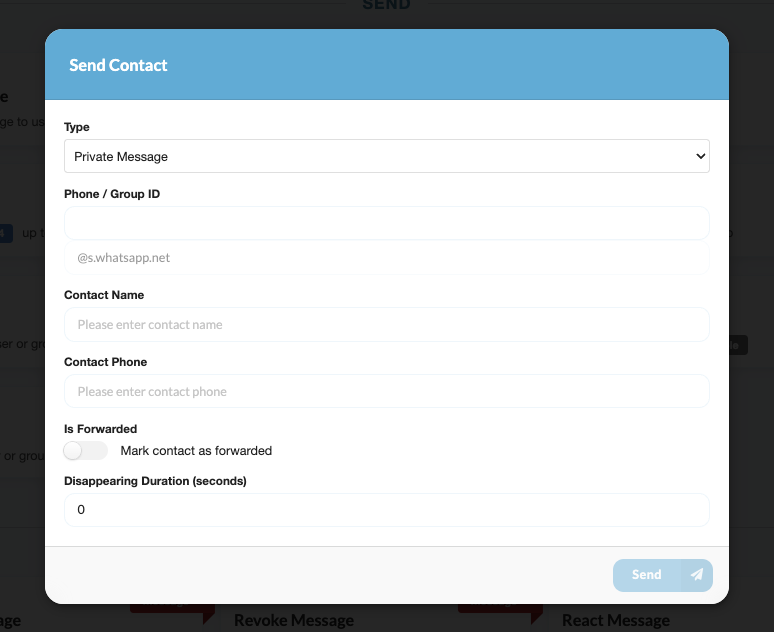 SEND
Send Contact
e
ge to us
Type
Private Message
Phone / Group ID
up t
@s.whatsapp.net
Contact Name
Please enter contact name
ser or gro
Contact Phone
Please enter contact phone
Is Forwarded
Mark contact as forwarded
r or grou
Disappearing Duration (seconds)
0
Send
age
Revoke Message
React Message